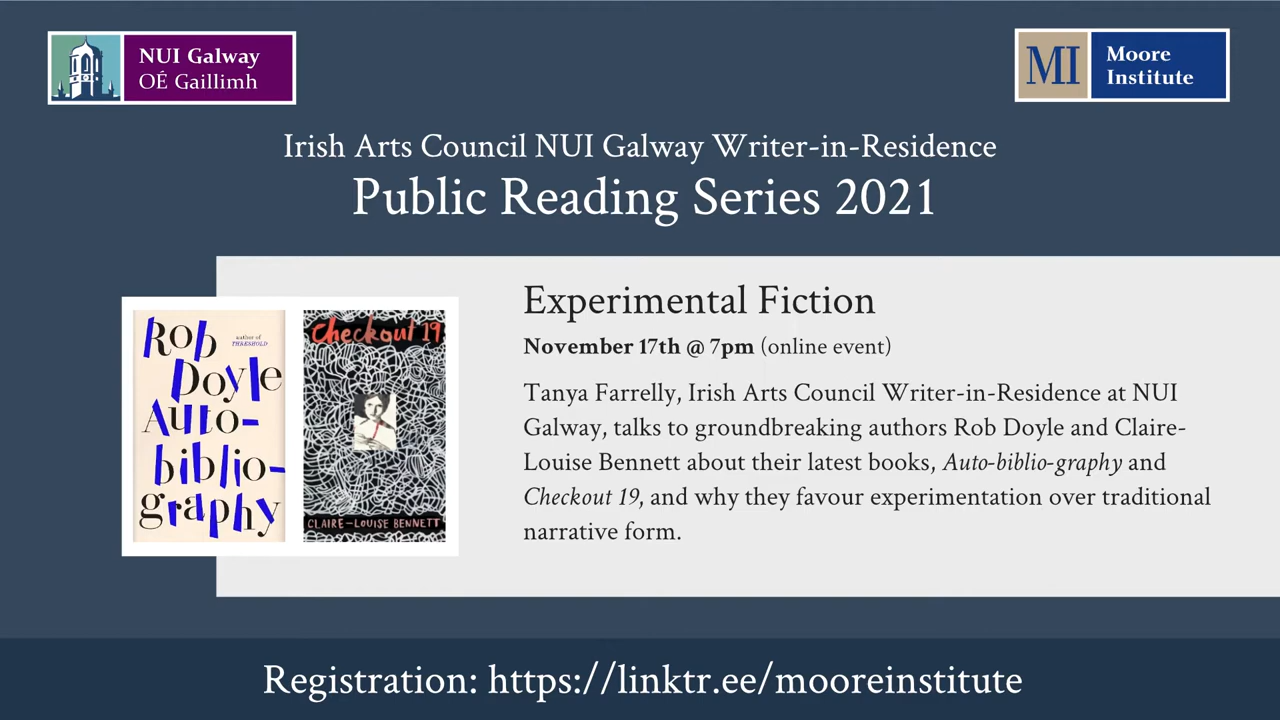 NUI Galway
OÉ Gaillimh
MI
Moore
Institute
Irish Arts Council NUI Galway Writer-in-Residence
Public Reading Series 2021
Rob
author of
THRESHOLD
Doyle
Auto-
biblio-
graphy
Checkout 19
CLAIRE-LOUISE BENNETT
Experimental Fiction
November 17th @ 7pm (online event)
Tanya Farrelly, Irish Arts Council Writer-in-Residence at NUI
Galway, talks to groundbreaking authors Rob Doyle and Claire-
Louise Bennett about their latest books, Auto-biblio-graphy and
Checkout 19, and why they favour experimentation over traditional
narrative form.
Registration: https://linktr.ee/mooreinstitute